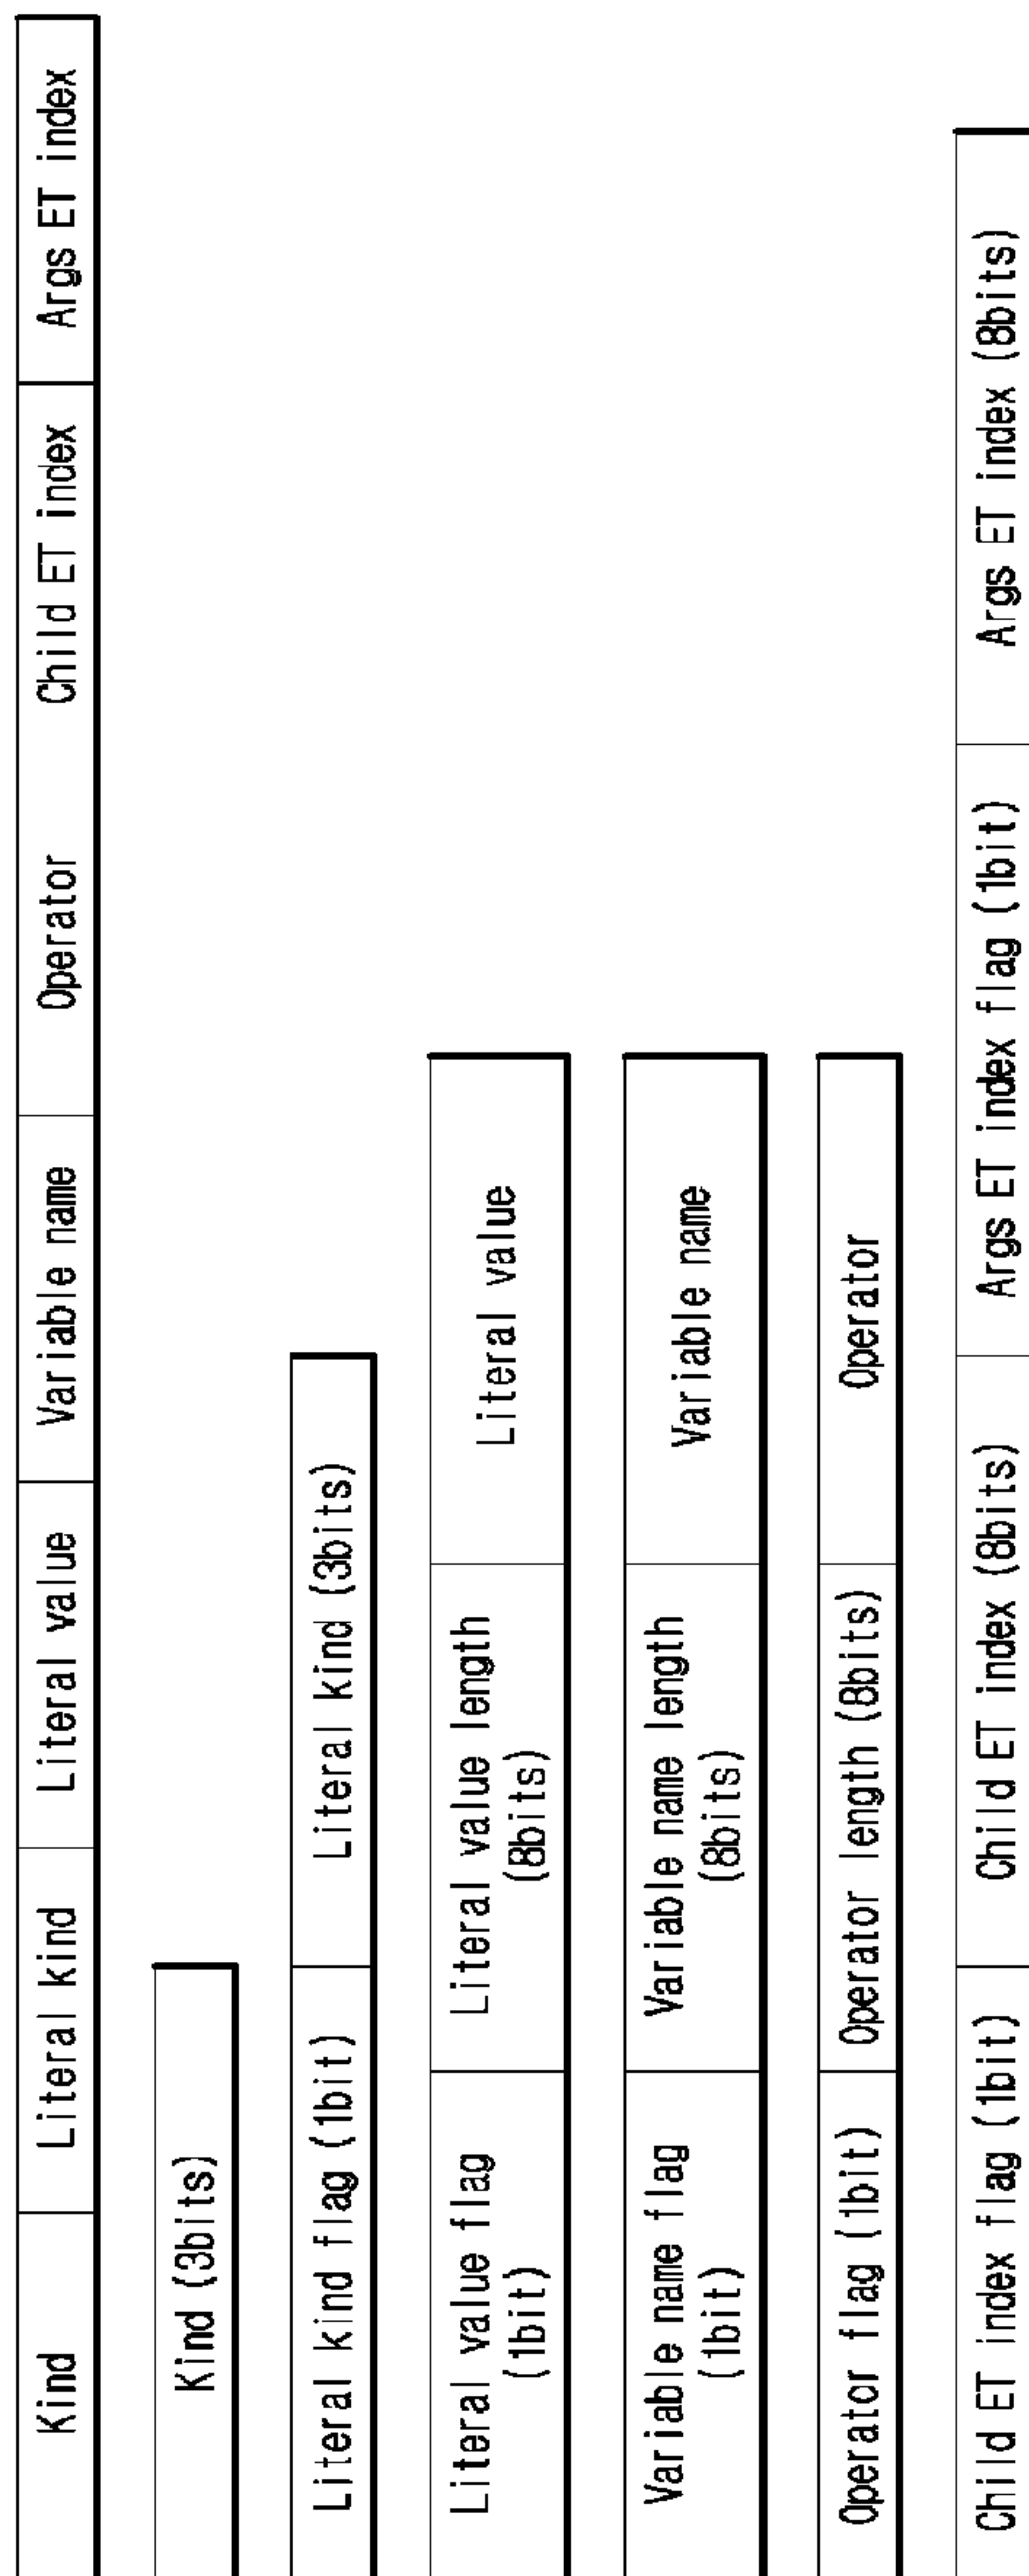 Kind Literal kind Literal value Variable name Operator Child ET index Args ET index
Kind (3bits)
Literal kind flag (1bit) Literal kind (3bits)
Literal value flag
(1bit)
Literal value length
(8bits)
Literal value
Variable name flag
(1bit)
Variable name length
(8bits)
Variable name
Operator flag (1bit) Operator length (8bits) Operator
Child ET index flag (1bit) Child ET index (8bits) Args ET index flag (1bit) Args ET index (8bits)